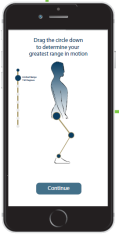 Drag the circle down
to determine your
greatest range in motion
Continue